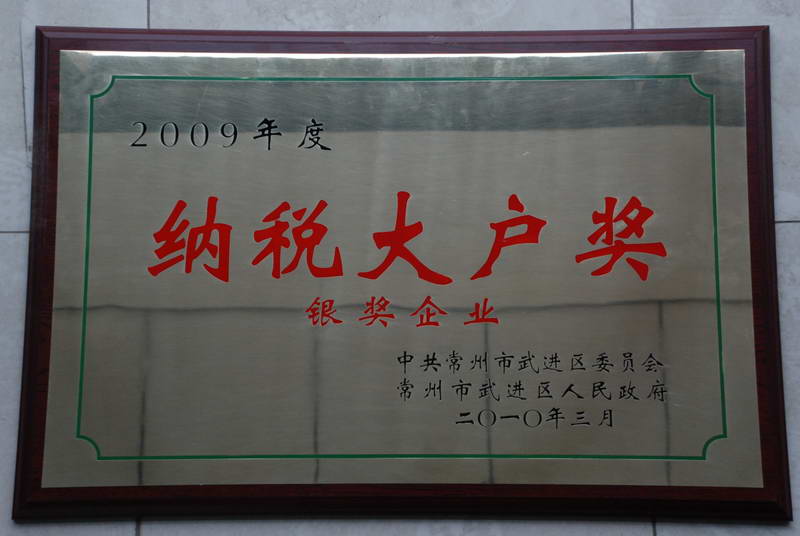 2009年度
纳税大户奖
银奖企业
中共常州市武进区委员会
常州市武进区人民政府
二〇一〇年三月